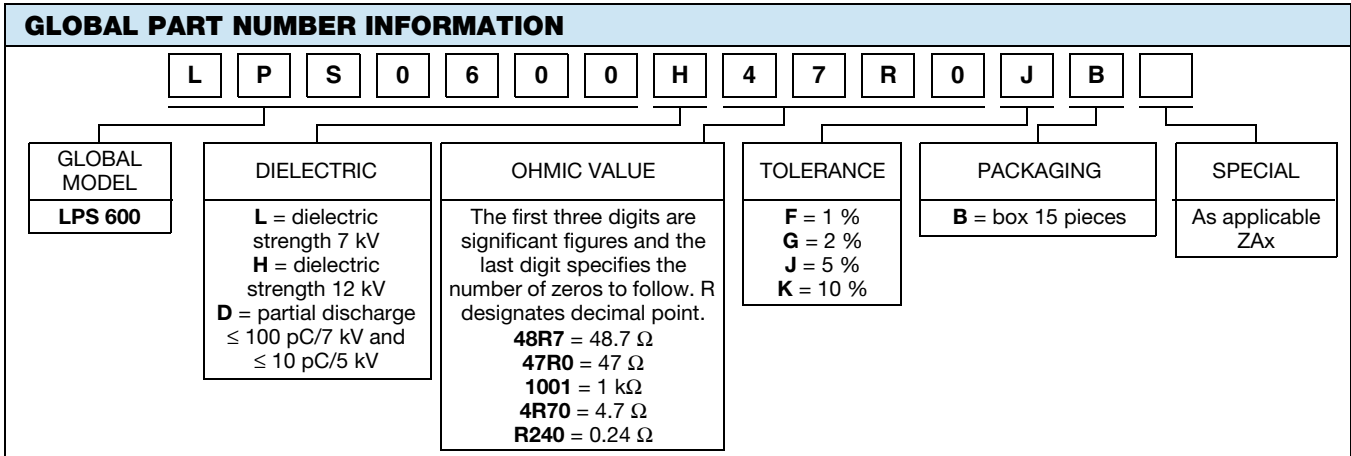 GLOBAL PART NUMBER INFORMATION
L P S 0 6 0 0 H 4 7 R 0 J B
GLOBAL
MODEL
LPS 600
DIELECTRIC
L = dielectric
strength 7 kV
H = dielectric
strength 12 kV
D = partial discharge
≤ 100 pC/7 kV and
≤ 10 pC/5 kV
OHMIC VALUE
The first three digits are
significant figures and the
last digit specifies the
number of zeros to follow. R
designates decimal point.
48R7 = 48.7 Ω
47R0 = 47 Ω
1001 = 1 kΩ
4R70 = 4.7 Ω
R240 = 0.24 Ω
TOLERANCE
F = 1 %
G = 2 %
J = 5 %
K = 10 %
PACKAGING
B = box 15 pieces
SPECIAL
As applicable
ZAx